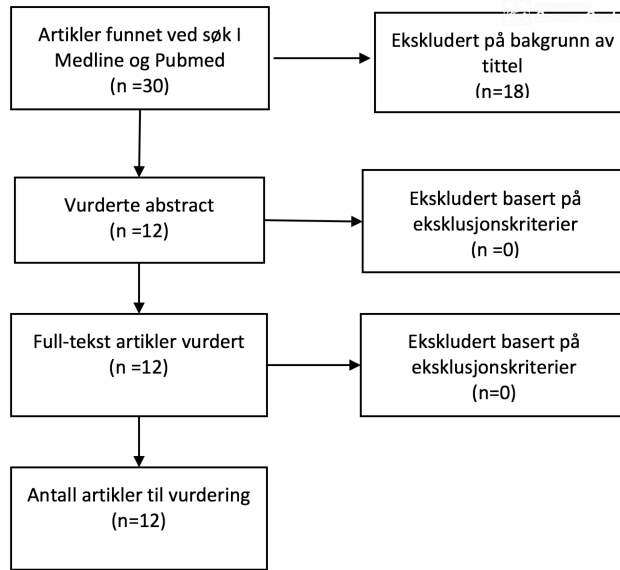 Artikler funnet ved søk I
Medline og Pubmed
(n =30)
Ekskludert på bakgrunn av
tittel
(n=18)
Vurderte abstract
(n =12)
Ekskludert basert på
eksklusjonskriterier
(n =0)
Full-tekst artikler vurdert
(n =12)
Ekskludert basert på
eksklusjonskriterier
(n=0)
Antall artikler til vurdering
(n=12)